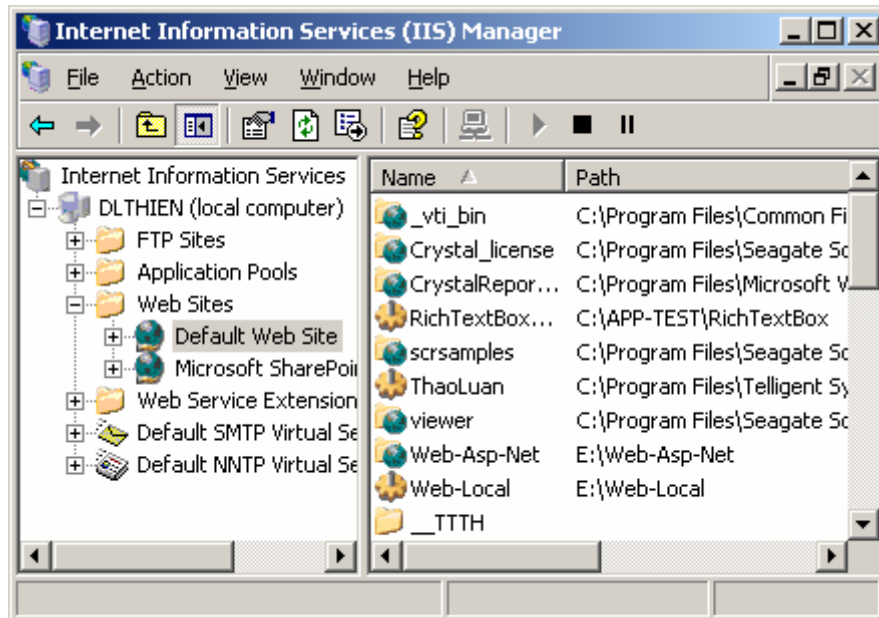 Internet Information Services (IIS) Manager
File Action View Window Help
Internet Information Services
DLTHIEN (local computer)
FTP Sites
Application Pools
Web Sites
Default Web Site
Microsoft SharePoi
Web Service Extension
Default SMTP Virtual Se
Default NNTP Virtual Se
Name Path
_vti_bin C:\Program Files\Common Fi
Crystal_license C:\Program Files\Seagate Sc
CrystalRepor... C:\Program Files\Microsoft V
RichTextBox... C:\APP-TEST\RichTextBox
scrsamples C:\Program Files\Seagate Sc
ThaoLuan C:\Program Files\Telligent Sy
viewer C:\Program Files\Seagate Sc
Web-Asp-Net E:\Web-Asp-Net
Web-Local E:\Web-Local
__TTTH